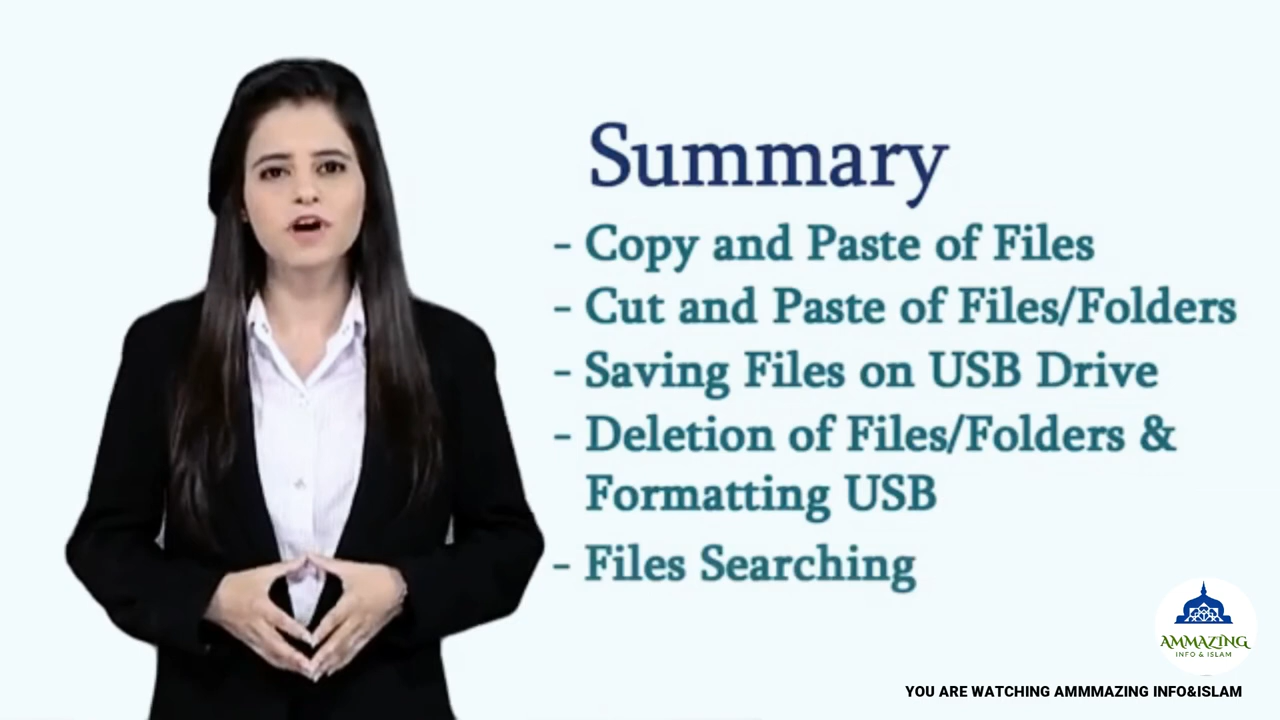 Summary
- Copy and Paste of Files
- Cut and Paste of Files/Folders
- Saving Files on USB Drive
- Deletion of Files/Folders &
Formatting USB
- Files Searching
AMMAZING
INFO & ISLAM
YOU ARE WATCHING AMMMAZING INFO&ISLAM